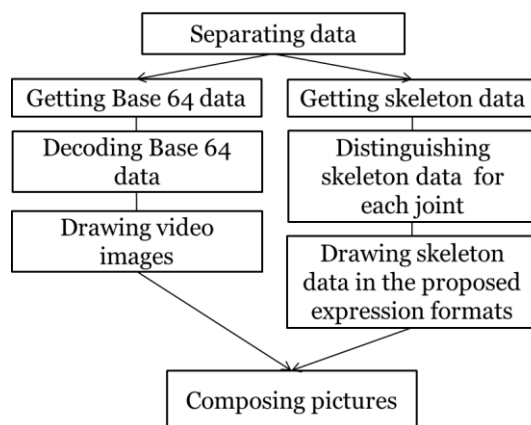 Separating data
Getting Base 64 data
Decoding Base 64
data
Drawing video
images
Getting skeleton data
Distinguishing
skeleton data for
each joint
Drawing skeleton
data in the proposed
expression formats
Composing pictures